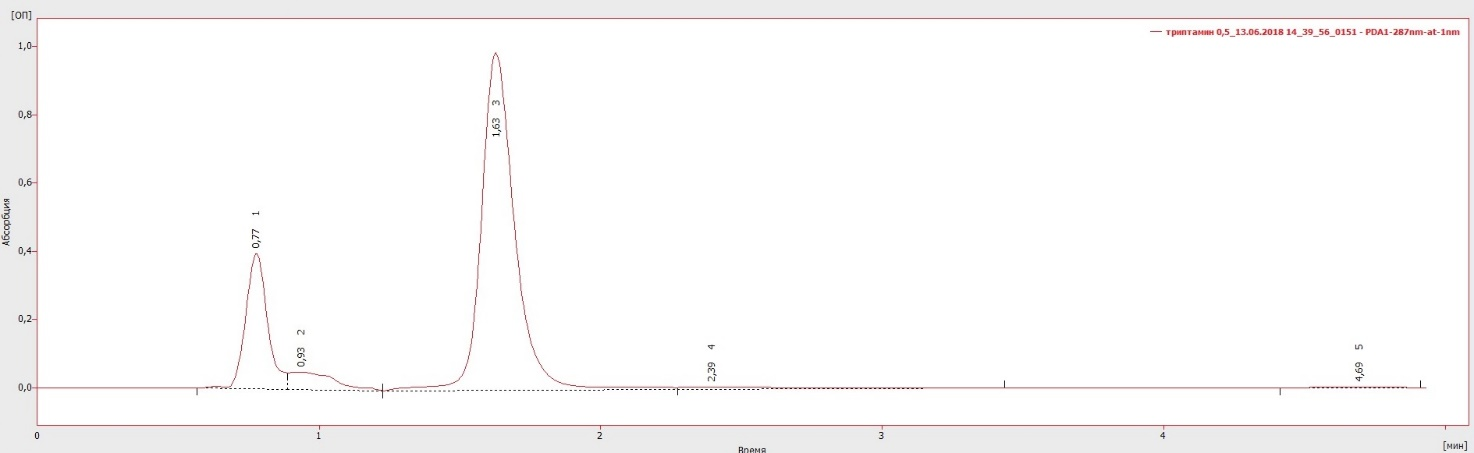 [ОП]
триптамин 0,5_13.06.2018 14_39_56_0151 - PDA1-287nm-at-1nm
1,0
0,8
0,6
0,4
0,2
0,0
Абсорбция
0,77 1
0,93 2
1,63 3
2,39 4
4,69 5
0 1 2 3 4
Время
[мин]